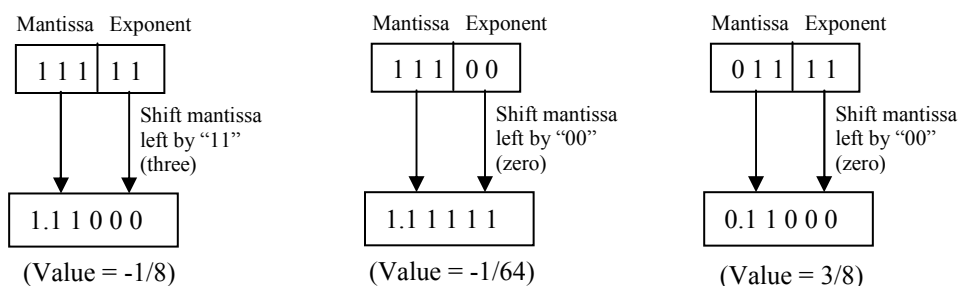 Mantissa Exponent
1 1 1 1 1
Shift mantissa
left by “11”
(three)
1.1 1 0 0 0
(Value = -1/8)
Mantissa Exponent
1 1 1 0 0
Shift mantissa
left by “00”
(zero)
1.1 1 1 1 1
(Value = -1/64)
Mantissa Exponent
0 1 1 1 1
Shift mantissa
left by “00”
(zero)
0.1 1 0 0 0
(Value = 3/8)